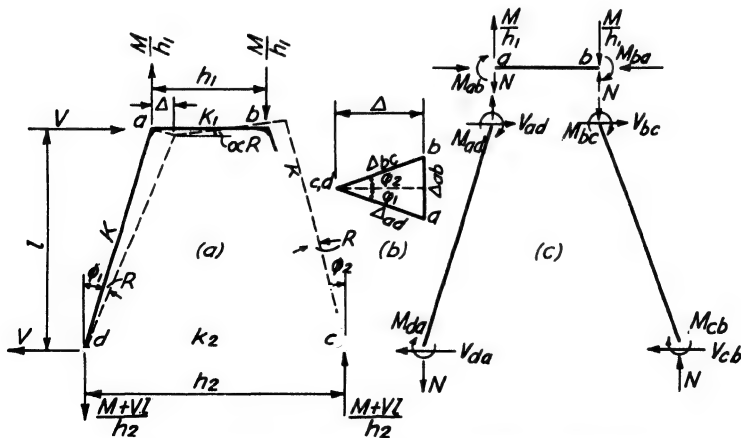 M/h₁ M/h₁
h₁
Δ
V a K₁ b
αR
K
l K (a) R
ϕ₁ R ϕ₂
V d K₂ c
h₂
M+Vl/h₂ M+Vl/h₂
Δ
Δbc b
c,d ϕ₂ Δab
ϕ₁
Δad a
(b)
M/h₁ M/h₁
a b
Mab N N Mba
Mad Vad Mbc Vbc
(c)
Mda Vda Mcb Vcb
N N